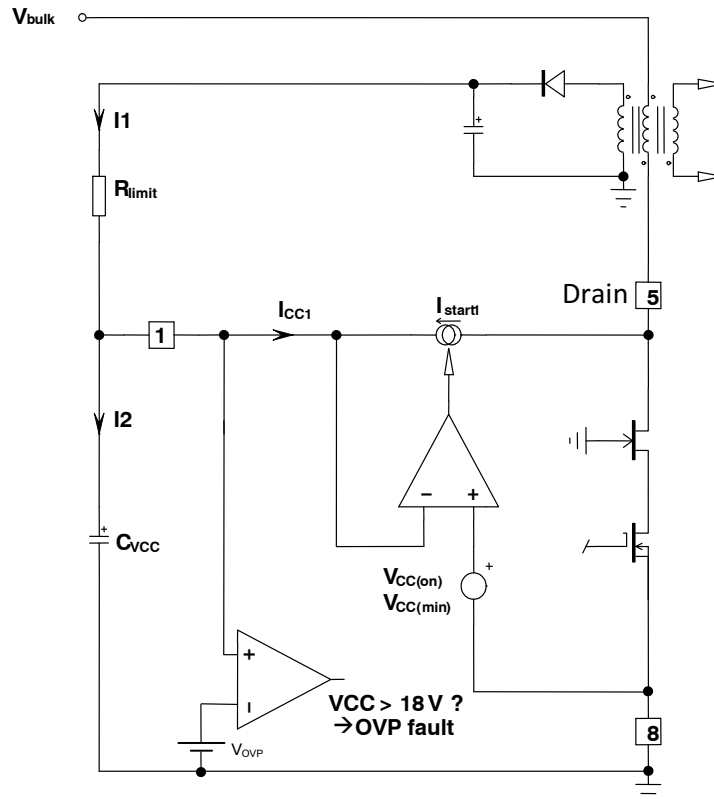 Vbulk
I1
Rlimit
Drain
5
ICC1
Istart1
1
I2
CVCC
VCC(on)
VCC(min)
VCC > 18 V ?
→OVP fault
VOVP
8